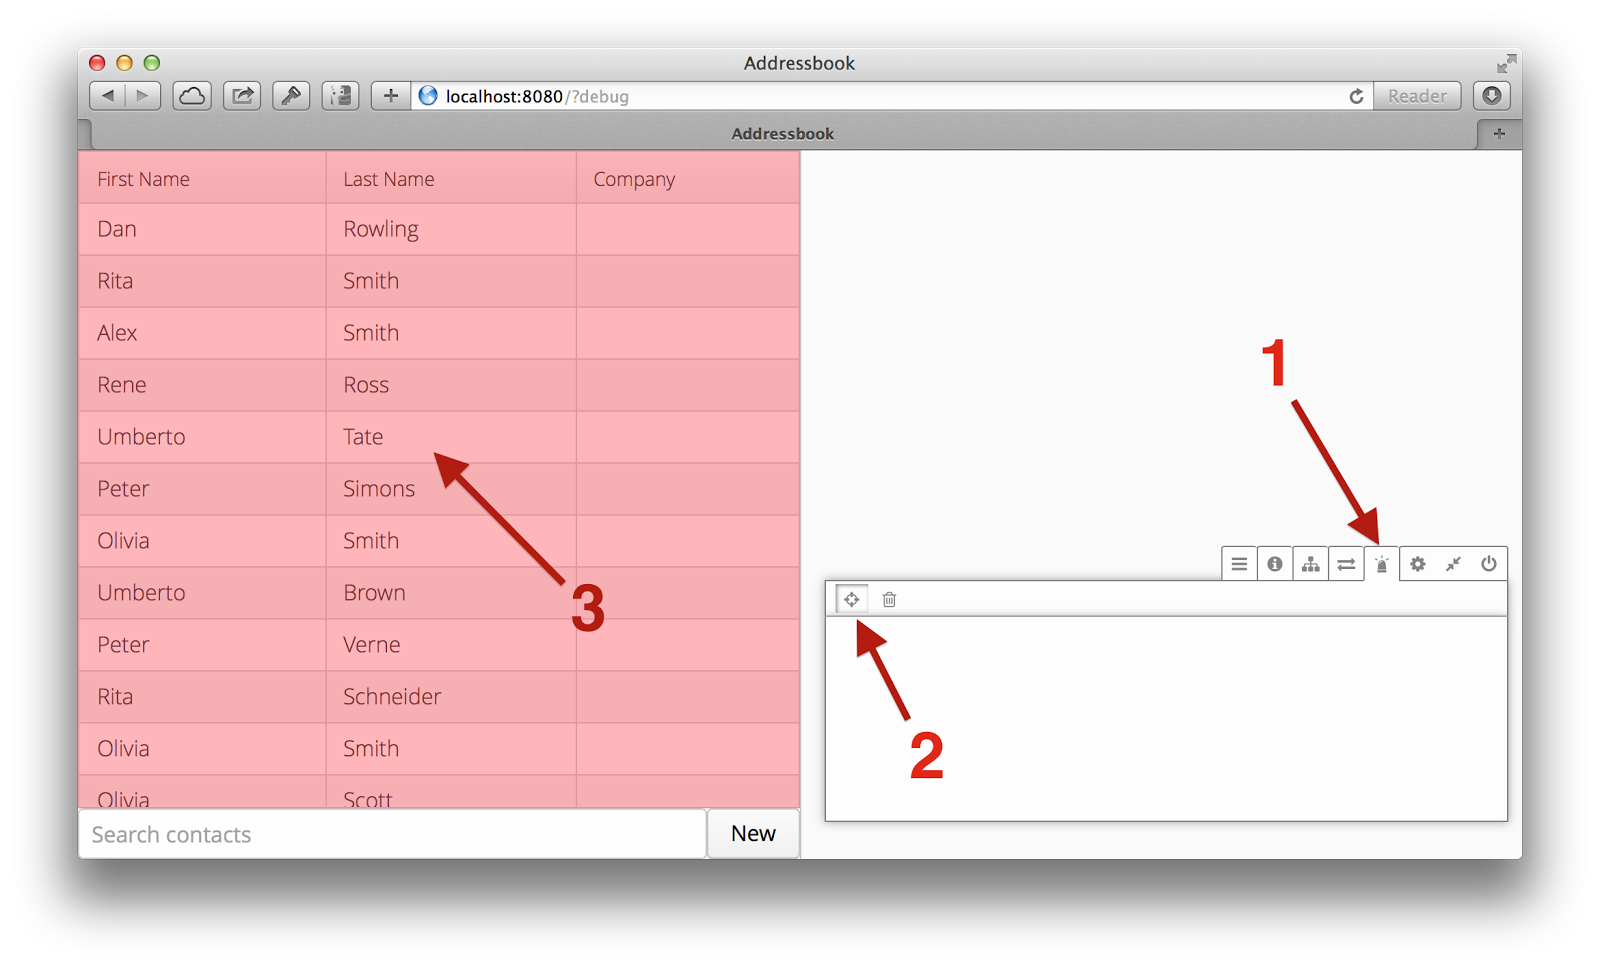 Addressbook
localhost:8080/?debug
Reader
Addressbook
First Name Last Name Company
Dan Rowling
Rita Smith
Alex Smith
Rene Ross
Umberto Tate
Peter Simons
Olivia Smith
Umberto Brown
Peter Verne
Rita Schneider
Olivia Smith
Olivia Scott
Search contacts New
1
2
3